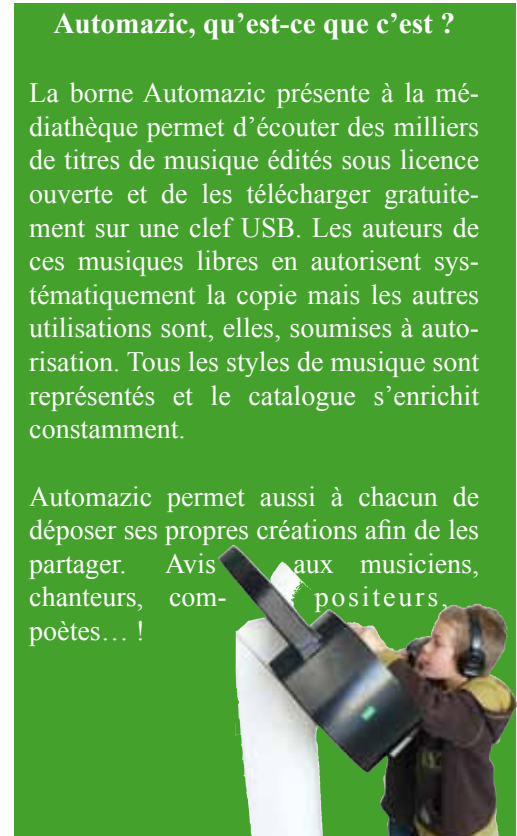 Automazic, qu’est-ce que c’est ?
La borne Automazic présente à la mé-
diathèque permet d’écouter des milliers
de titres de musique édités sous licence
ouverte et de les télécharger gratuite-
ment sur une clef USB. Les auteurs de
ces musiques libres en autorisent sys-
tématiquement la copie mais les autres
utilisations sont, elles, soumises à auto-
risation. Tous les styles de musique sont
représentés et le catalogue s’enrichit
constamment.
Automazic permet aussi à chacun de
déposer ses propres créations afin de les
partager. Avis aux musiciens,
chanteurs, com- positeurs,
poètes… !